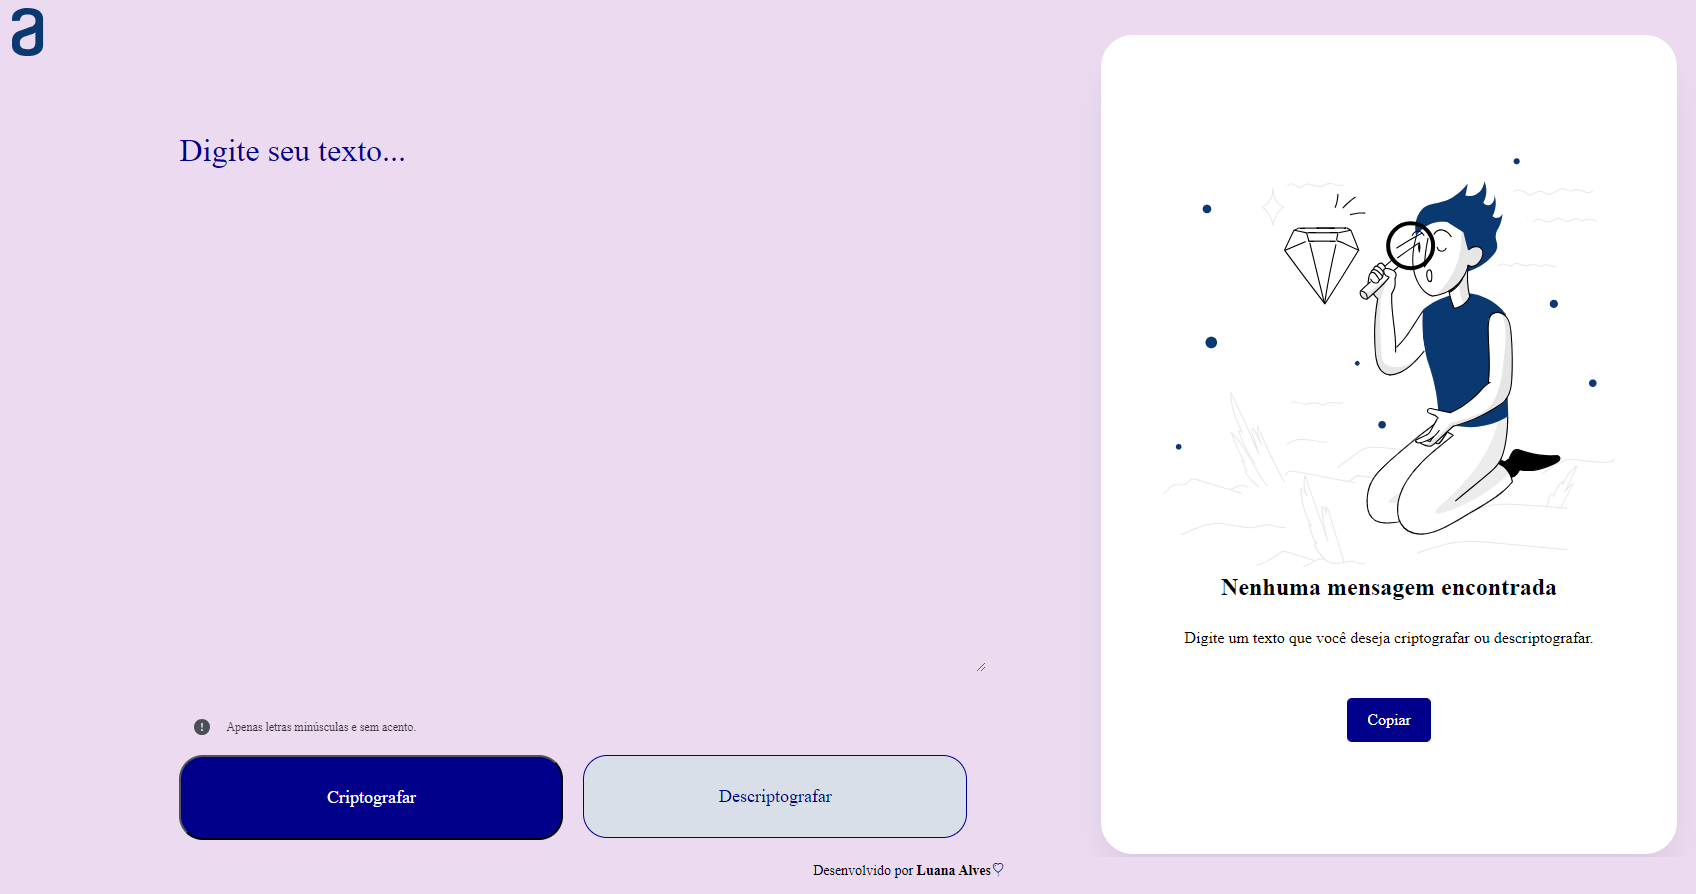 a
Digite seu texto...
Apenas letras minúsculas e sem acento.
Criptografar
Descriptografar
Nenhuma mensagem encontrada
Digite um texto que você deseja criptografar ou descriptografar.
Copiar
Desenvolvido por Luana Alves